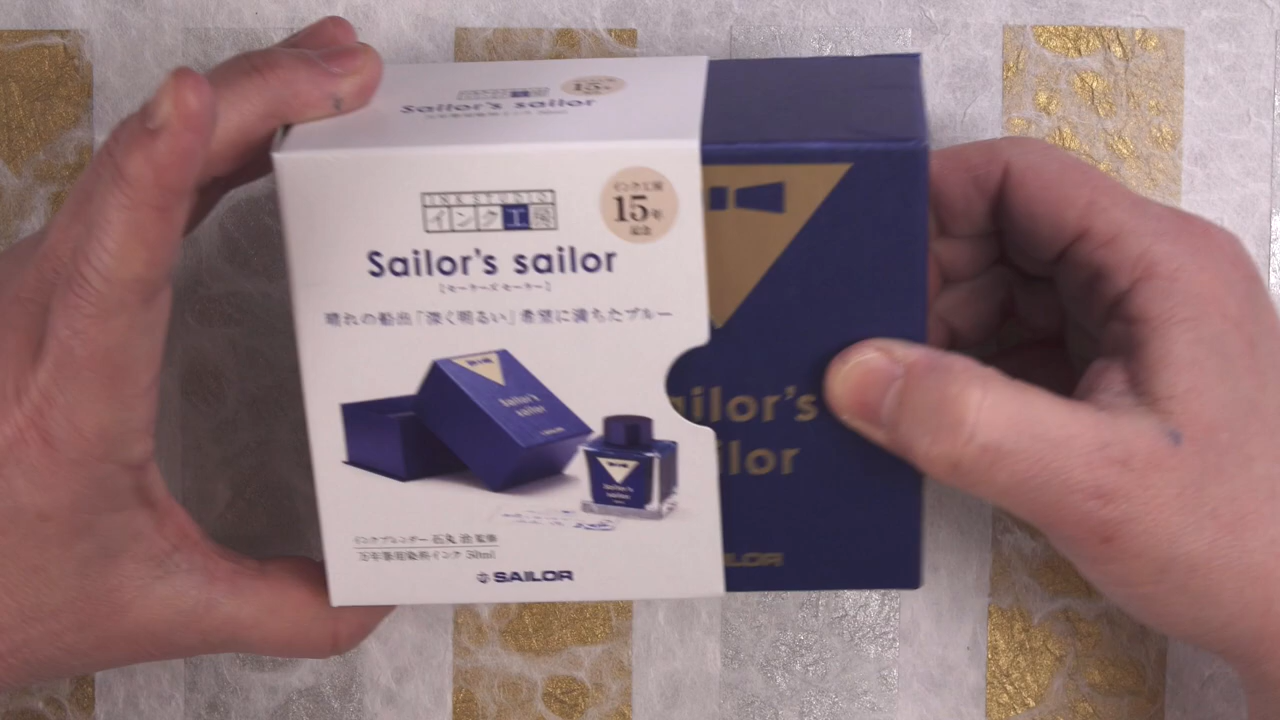 Sailor's sailor
INK STUDIO
インク工房
インク工房
15年
記念
Sailor's sailor
[セーラーズセーラー]
晴れの船出「深く明るい」希望に満ちたブルー
Sailor's
sailor
Sailor's
sailor
インクブレンダー 石丸 治 監修
万年筆用染料インク 50ml
SAILOR
ailor's
ilor
ILOR